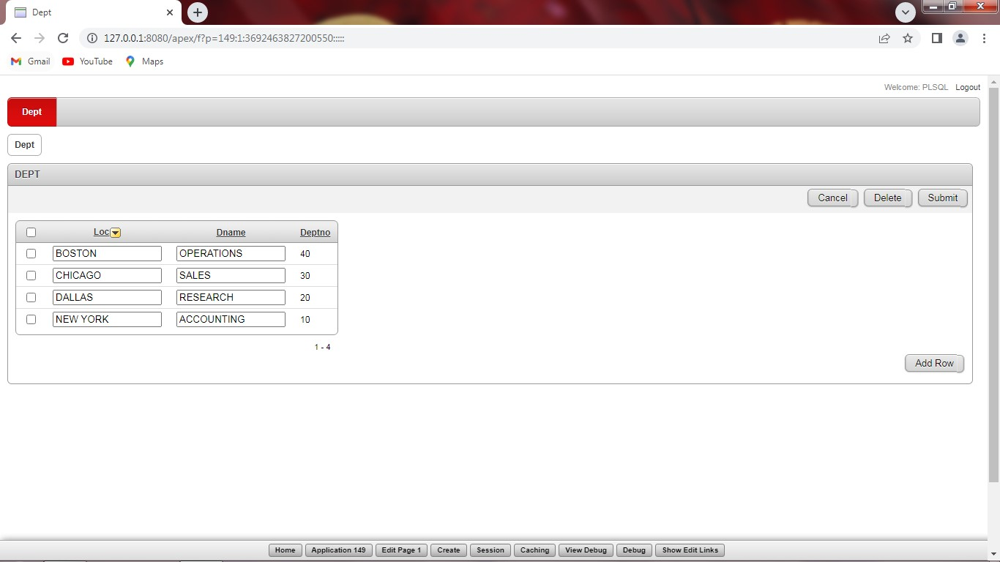 Dept
127.0.0.1:8080/apex/f?p=149:1:3692463827200550:::::
Gmail YouTube Maps
Welcome: PLSQL Logout
Dept
Dept
DEPT
Cancel Delete Submit
Loc Dname Deptno
BOSTON OPERATIONS 40
CHICAGO SALES 30
DALLAS RESEARCH 20
NEW YORK ACCOUNTING 10
1 - 4
Add Row
Home Application 149 Edit Page 1 Create Session Caching View Debug Debug Show Edit Links